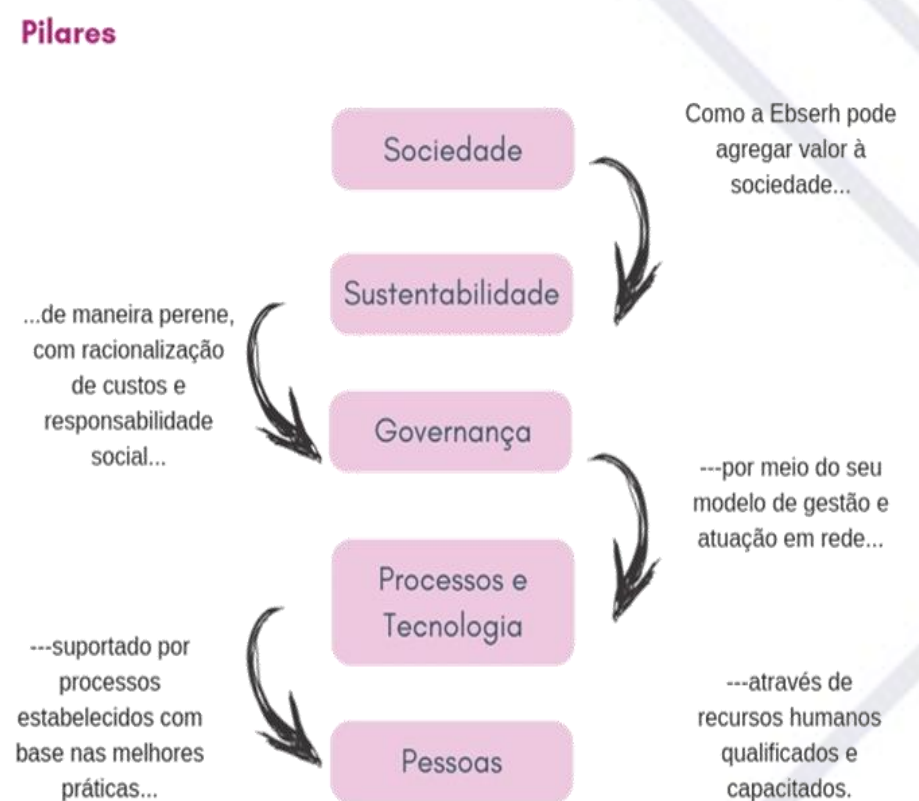 Pilares
Sociedade
Como a Ebserh pode
agregar valor à
sociedade...
Sustentabilidade
...de maneira perene,
com racionalização
de custos e
responsabilidade
social...
Governança
---por meio do seu
modelo de gestão e
atuação em rede...
Processos e
Tecnologia
---suportado por
processos
estabelecidos com
base nas melhores
práticas...
Pessoas
---através de
recursos humanos
qualificados e
capacitados.